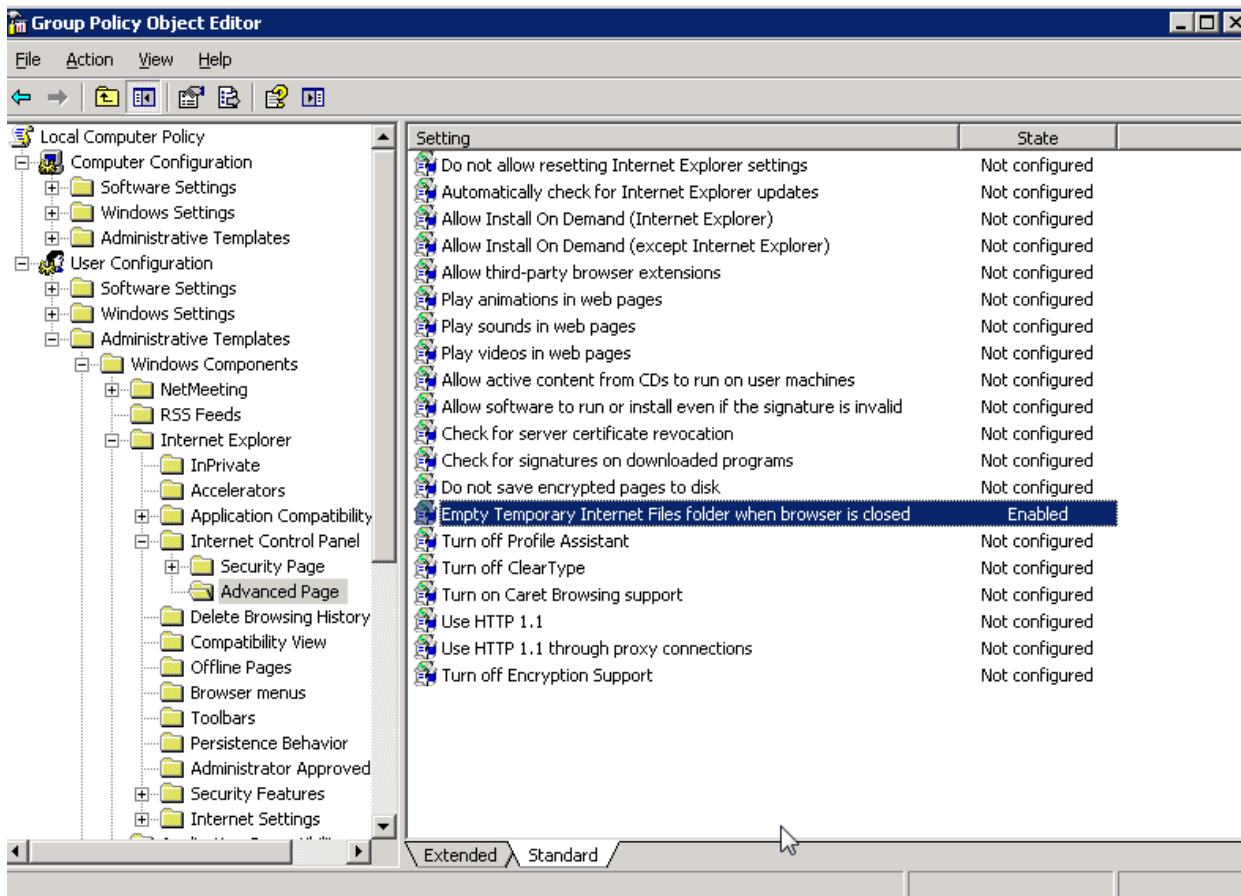 Group Policy Object Editor
File Action View Help
Local Computer Policy
Computer Configuration
Software Settings
Windows Settings
Administrative Templates
User Configuration
Software Settings
Windows Settings
Administrative Templates
Windows Components
NetMeeting
RSS Feeds
Internet Explorer
InPrivate
Accelerators
Application Compatibility
Internet Control Panel
Security Page
Advanced Page
Delete Browsing History
Compatibility View
Offline Pages
Browser menus
Toolbars
Persistence Behavior
Administrator Approved
Security Features
Internet Settings
Setting State
Do not allow resetting Internet Explorer settings Not configured
Automatically check for Internet Explorer updates Not configured
Allow Install On Demand (Internet Explorer) Not configured
Allow Install On Demand (except Internet Explorer) Not configured
Allow third-party browser extensions Not configured
Play animations in web pages Not configured
Play sounds in web pages Not configured
Play videos in web pages Not configured
Allow active content from CDs to run on user machines Not configured
Allow software to run or install even if the signature is invalid Not configured
Check for server certificate revocation Not configured
Check for signatures on downloaded programs Not configured
Do not save encrypted pages to disk Not configured
Empty Temporary Internet Files folder when browser is closed Enabled
Turn off Profile Assistant Not configured
Turn off ClearType Not configured
Turn on Caret Browsing support Not configured
Use HTTP 1.1 Not configured
Use HTTP 1.1 through proxy connections Not configured
Turn off Encryption Support Not configured
Extended Standard